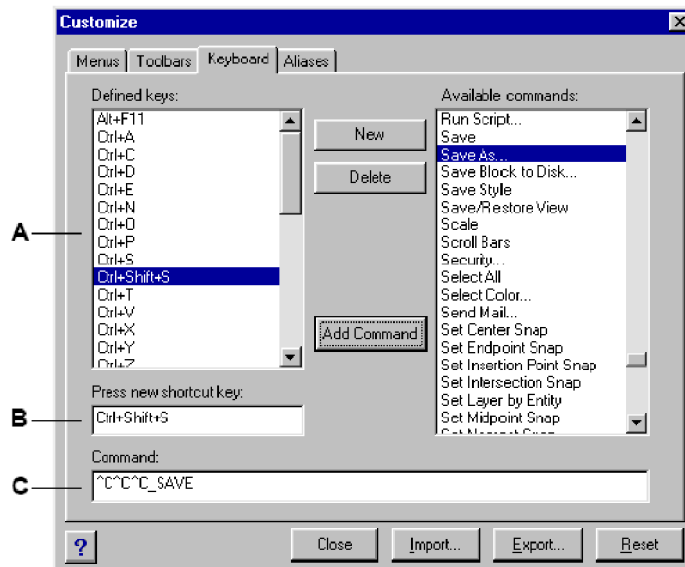 Customize
Menus
Toolbars
Keyboard
Aliases
Defined keys:
Alt+F11
Ctrl+A
Ctrl+C
Ctrl+D
Ctrl+E
Ctrl+N
Ctrl+O
Ctrl+P
Ctrl+S
Ctrl+Shift+S
Ctrl+T
Ctrl+V
Ctrl+X
Ctrl+Y
Ctrl+Z
New
Delete
Add Command
Available commands:
Run Script...
Save
Save As...
Save Block to Disk...
Save Style
Save/Restore View
Scale
Scroll Bars
Security...
Select All
Select Color...
Send Mail...
Set Center Snap
Set Endpoint Snap
Set Insertion Point Snap
Set Intersection Snap
Set Layer by Entity
Set Midpoint Snap
Set Nearest Snap
A
Press new shortcut key:
B
Ctrl+Shift+S
Command:
C
^C^C^C_SAVE
?
Close
Import...
Export...
Reset